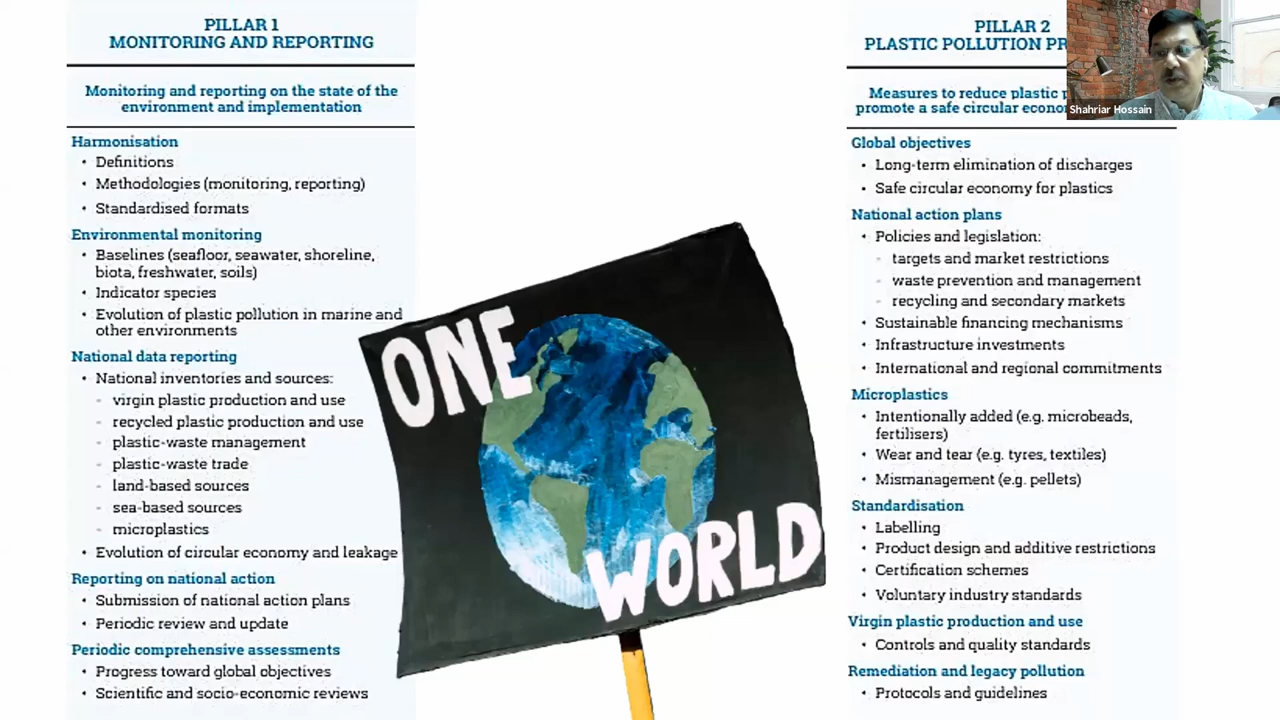 PILLAR 1
MONITORING AND REPORTING
Monitoring and reporting on the state of the
environment and implementation
Harmonisation
• Definitions
• Methodologies (monitoring, reporting)
• Standardised formats
Environmental monitoring
• Baselines (seafloor, seawater, shoreline,
biota, freshwater, soils)
• Indicator species
• Evolution of plastic pollution in marine and
other environments
National data reporting
• National inventories and sources:
- virgin plastic production and use
- recycled plastic production and use
- plastic-waste management
- plastic-waste trade
- land-based sources
- sea-based sources
- microplastics
• Evolution of circular economy and leakage
Reporting on national action
• Submission of national action plans
• Periodic review and update
Periodic comprehensive assessments
• Progress toward global objectives
• Scientific and socio-economic reviews
ONE
WORLD
PILLAR 2
PLASTIC POLLUTION PR
Measures to reduce plastic p
promote a safe circular econo
Shahriar Hossain
Global objectives
• Long-term elimination of discharges
• Safe circular economy for plastics
National action plans
• Policies and legislation:
- targets and market restrictions
- waste prevention and management
- recycling and secondary markets
• Sustainable financing mechanisms
• Infrastructure investments
• International and regional commitments
Microplastics
• Intentionally added (e.g. microbeads,
fertilisers)
• Wear and tear (e.g. tyres, textiles)
• Mismanagement (e.g. pellets)
Standardisation
• Labelling
• Product design and additive restrictions
• Certification schemes
• Voluntary industry standards
Virgin plastic production and use
• Controls and quality standards
Remediation and legacy pollution
• Protocols and guidelines